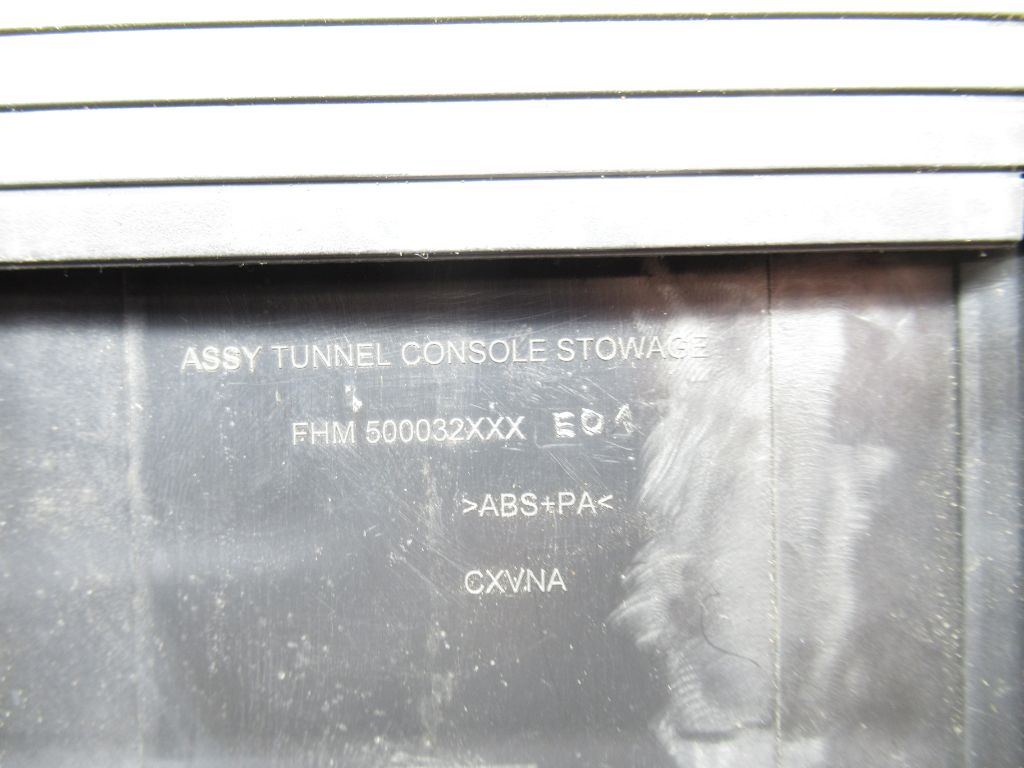 ASSY TUNNEL CONSOLE STOWAGE
FHM 500032XXX
>ABS+PA<
CXVNA